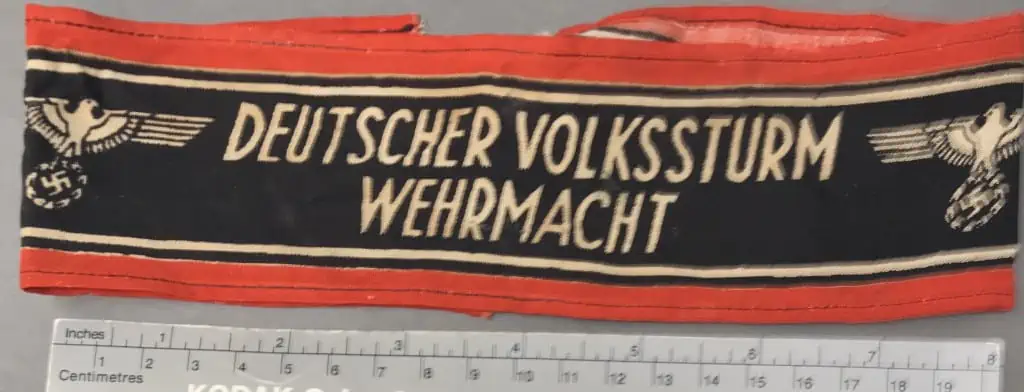 DEUTSCHER VOLKSSTURM
WEHRMACHT
Inches 1 2 3 4 5 6 7 8
1 2 3 4 5 6 7 8 9 10 11 12 13 14 15 16 17 18 19
Centimetres
KODAK